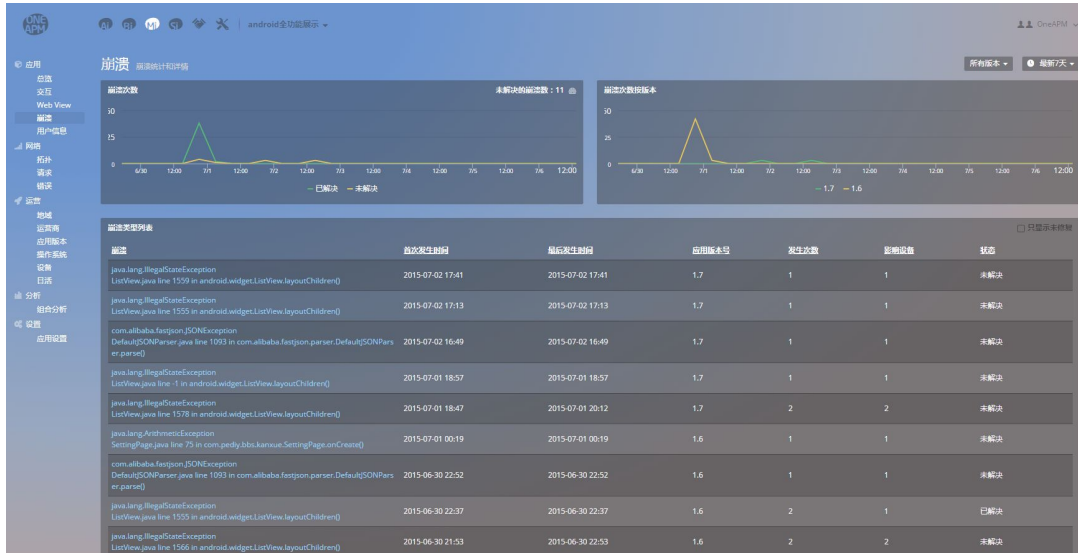 ONE
APM
Ai Ri Mi Si android全功能展示
OneAPM
应用
总览
交互
Web View
崩溃
用户信息
网络
拓扑
请求
错误
运营
地域
运营商
应用版本
操作系统
设备
日活
分析
组合分析
设置
应用设置
崩溃 崩溃统计和详情
所有版本 最新7天
崩溃次数 未解决的崩溃数：11
50
25
0
6/30 12:00 7/1 12:00 7/2 12:00 7/3 12:00 7/4 12:00 7/5 12:00 7/6 12:00
已解决 未解决
崩溃次数按版本
50
25
0
6/30 12:00 7/1 12:00 7/2 12:00 7/3 12:00 7/4 12:00 7/5 12:00 7/6 12:00
1.7 1.6
崩溃类型列表 只显示未修复
崩溃 首次发生时间 最后发生时间 应用版本号 发生次数 影响设备 状态
java.lang.IllegalStateException
ListView.java line 1559 in android.widget.ListView.layoutChildren() 2015-07-02 17:41 2015-07-02 17:41 1.7 1 1 未解决
java.lang.IllegalStateException
ListView.java line 1555 in android.widget.ListView.layoutChildren() 2015-07-02 17:13 2015-07-02 17:13 1.7 1 1 未解决
com.alibaba.fastjson.JSONException
DefaultJSONParser.java line 1093 in com.alibaba.fastjson.parser.DefaultJSONPars 2015-07-02 16:49 2015-07-02 16:49 1.7 1 1 未解决
er.parse()
java.lang.IllegalStateException
ListView.java line -1 in android.widget.ListView.layoutChildren() 2015-07-01 18:57 2015-07-01 18:57 1.7 1 1 未解决
java.lang.IllegalStateException
ListView.java line 1578 in android.widget.ListView.layoutChildren() 2015-07-01 18:47 2015-07-01 20:12 1.7 2 2 未解决
java.lang.ArithmeticException
SettingPage.java line 75 in com.pediy.bbs.kanxue.SettingPage.onCreate() 2015-07-01 00:19 2015-07-01 00:19 1.6 1 1 未解决
com.alibaba.fastjson.JSONException
DefaultJSONParser.java line 1093 in com.alibaba.fastjson.parser.DefaultJSONPars 2015-06-30 22:52 2015-06-30 22:52 1.6 1 1 未解决
er.parse()
java.lang.IllegalStateException
ListView.java line 1555 in android.widget.ListView.layoutChildren() 2015-06-30 22:37 2015-06-30 22:37 1.6 2 1 已解决
java.lang.IllegalStateException
ListView.java line 1566 in android.widget.ListView.layoutChildren() 2015-06-30 21:53 2015-06-30 22:53 1.6 2 2 未解决